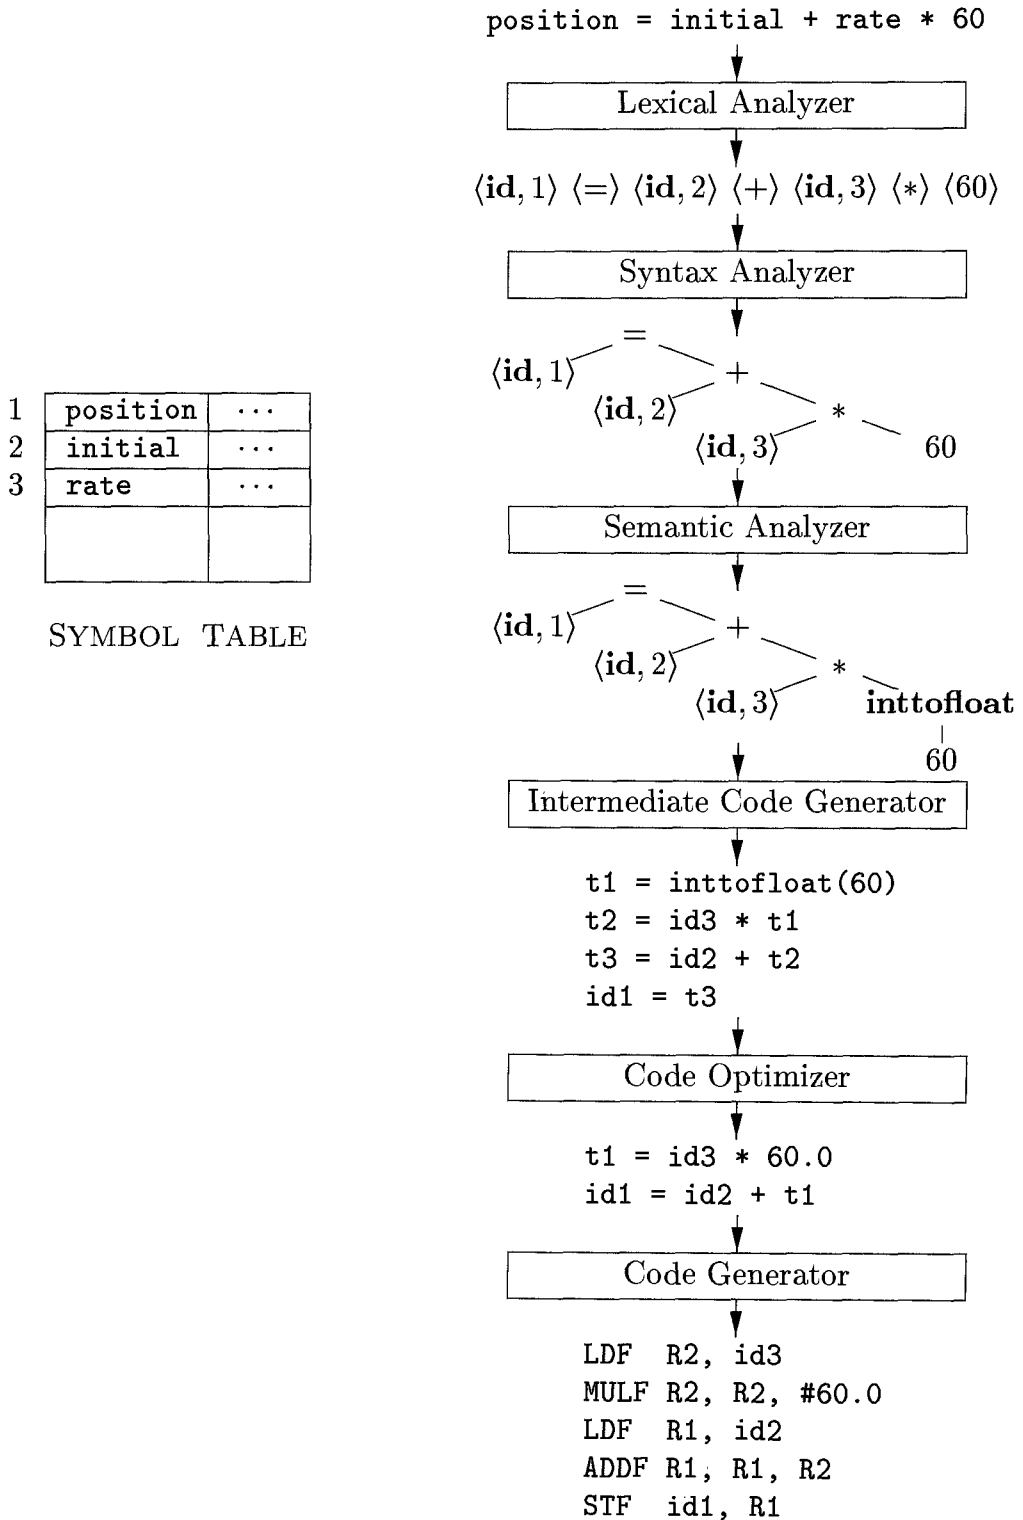 position = initial + rate * 60
Lexical Analyzer
⟨id, 1⟩ ⟨=⟩ ⟨id, 2⟩ ⟨+⟩ ⟨id, 3⟩ ⟨*⟩ ⟨60⟩
Syntax Analyzer
=
⟨id, 1⟩ +
⟨id, 2⟩ *
⟨id, 3⟩ 60
1 position ...
2 initial ...
3 rate ...
SYMBOL TABLE
Semantic Analyzer
=
⟨id, 1⟩ +
⟨id, 2⟩ *
⟨id, 3⟩ inttofloat
60
Intermediate Code Generator
t1 = inttofloat(60)
t2 = id3 * t1
t3 = id2 + t2
id1 = t3
Code Optimizer
t1 = id3 * 60.0
id1 = id2 + t1
Code Generator
LDF R2, id3
MULF R2, R2, #60.0
LDF R1, id2
ADDF R1, R1, R2
STF id1, R1